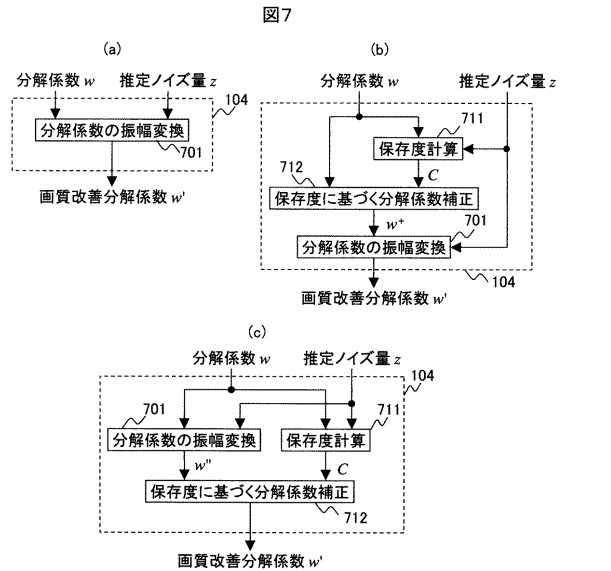 図7
(a)
分解係数 w
推定ノイズ量 z
104
分解係数の振幅変換
701
画質改善分解係数 w'
(b)
分解係数 w
推定ノイズ量 z
711
保存度計算
712
C
保存度に基づく分解係数補正
w⁺
701
分解係数の振幅変換
104
画質改善分解係数 w'
(c)
分解係数 w
推定ノイズ量 z
104
701
711
分解係数の振幅変換
保存度計算
w"
C
保存度に基づく分解係数補正
712
画質改善分解係数 w'